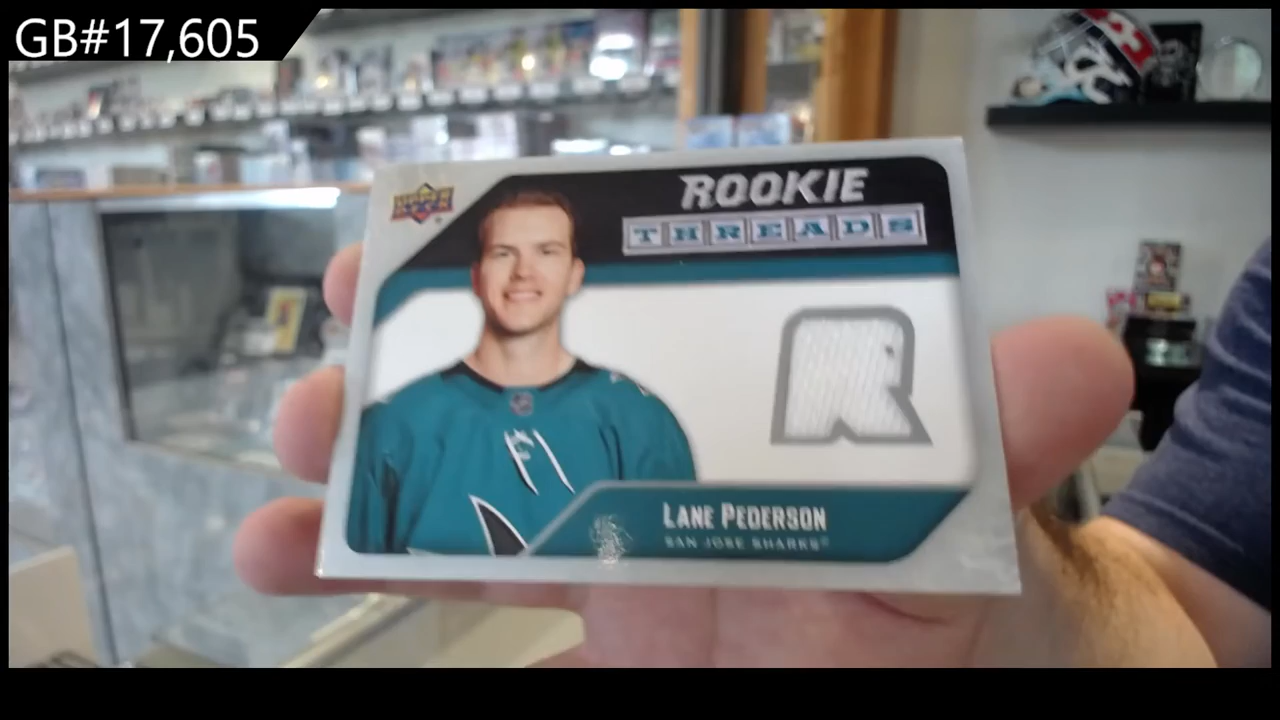 GB#17,605
UPPER DECK
ROOKIE
THREADS
R
LANE PEDERSON
SAN JOSE SHARKS®